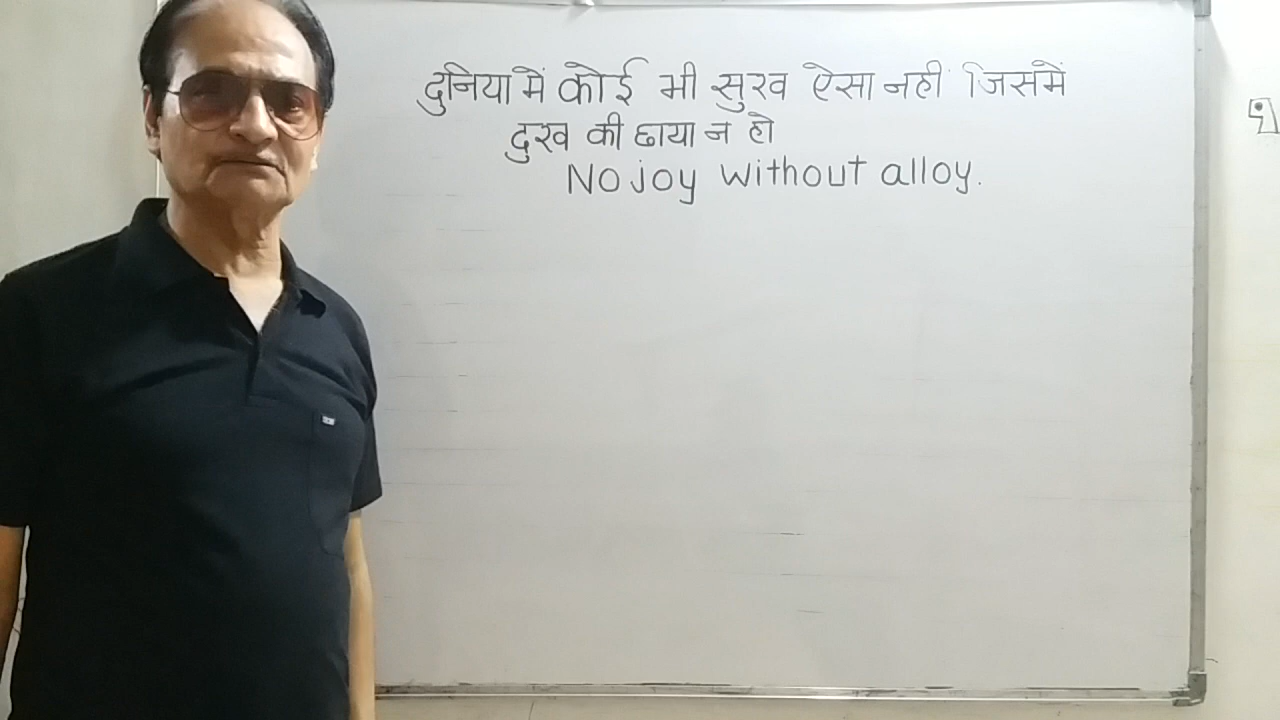 दुनिया में कोई भी सुख ऐसा नहीं जिसमें
दुख की छाया न हो
No joy without alloy.